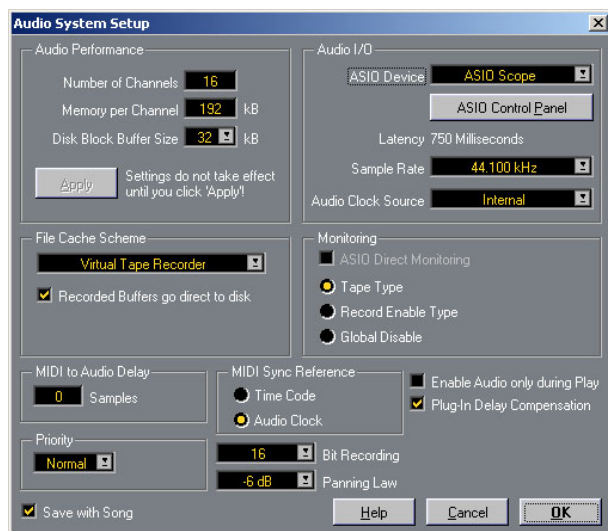 Audio System Setup
Audio Performance
Number of Channels 16
Memory per Channel 192 kB
Disk Block Buffer Size 32 kB
Apply
Settings do not take effect
until you click 'Apply'!
Audio I/O
ASIO Device ASIO Scope
ASIO Control Panel
Latency 750 Milliseconds
Sample Rate 44.100 kHz
Audio Clock Source Internal
File Cache Scheme
Virtual Tape Recorder
Recorded Buffers go direct to disk
Monitoring
ASIO Direct Monitoring
Tape Type
Record Enable Type
Global Disable
MIDI to Audio Delay
0 Samples
MIDI Sync Reference
Time Code
Audio Clock
Enable Audio only during Play
Plug-In Delay Compensation
Priority
Normal
16 Bit Recording
-6 dB Panning Law
Save with Song
Help
Cancel
OK